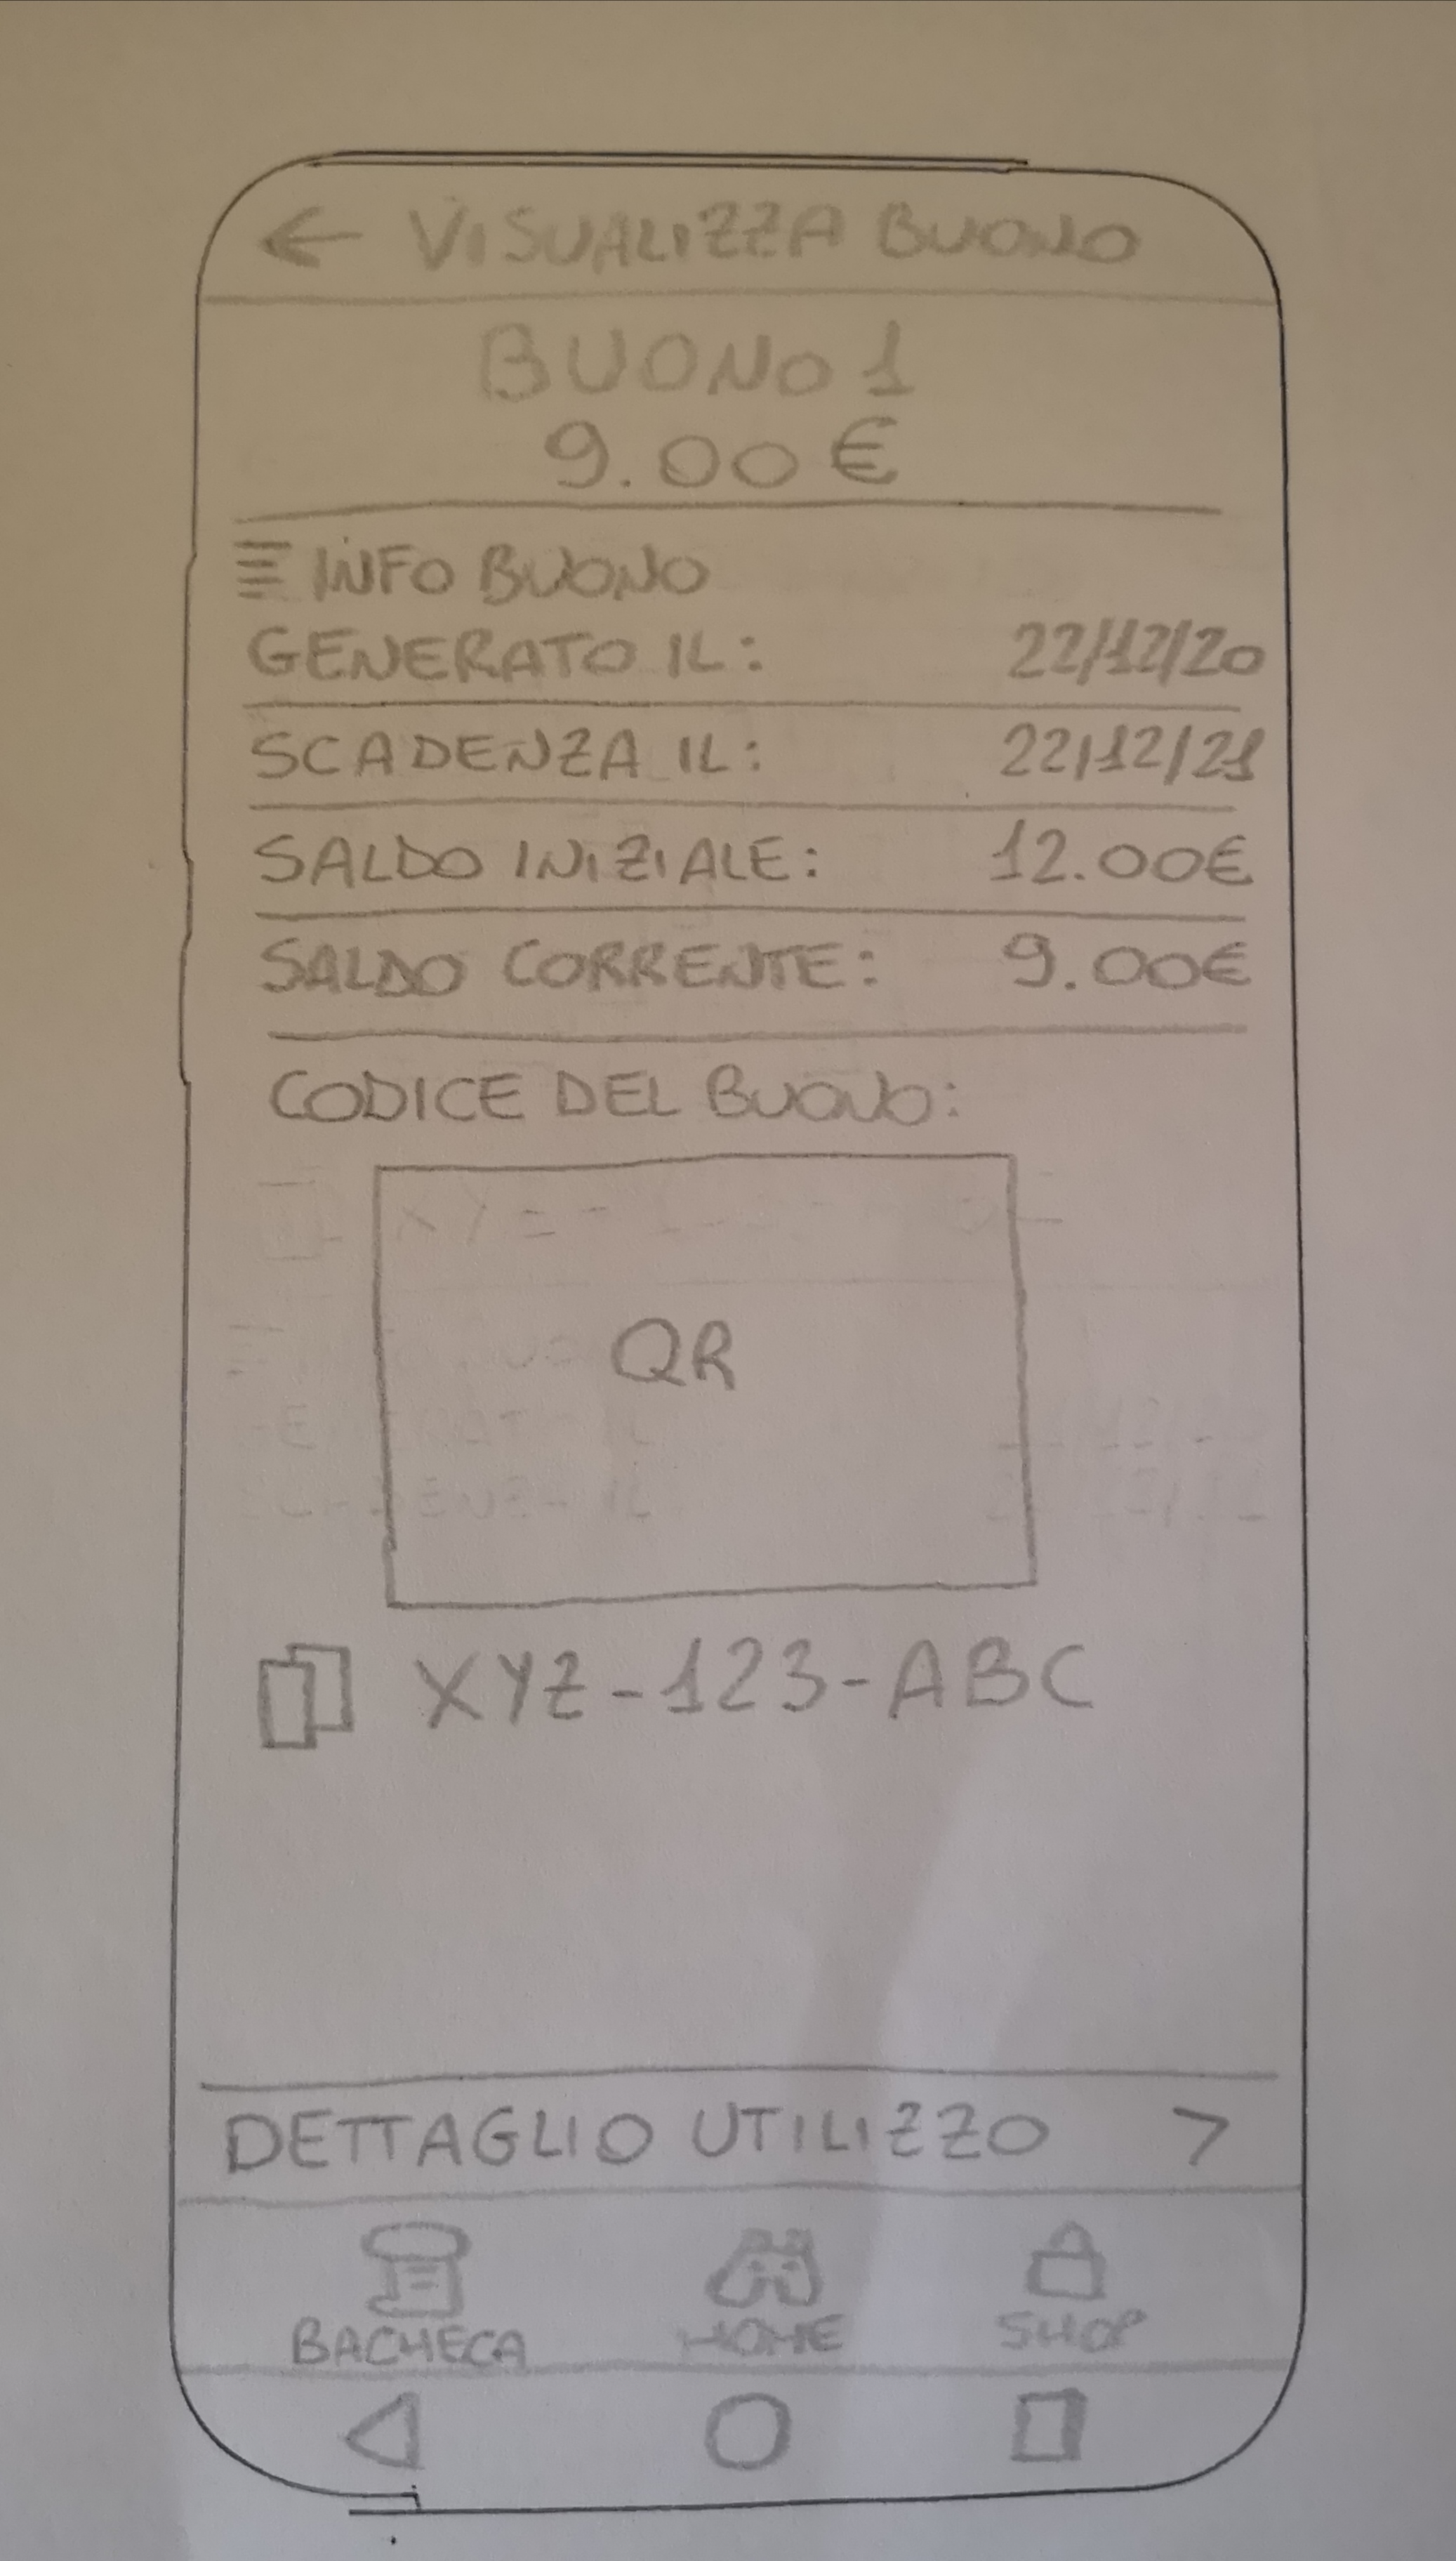 ← VISUALIZZA BUONO
BUONO 1
9.00 €
INFO BUONO
GENERATO IL: 22/12/20
SCADENZA IL: 22/12/21
SALDO INIZIALE: 12.00€
SALDO CORRENTE: 9.00€
CODICE DEL BUONO:
QR
XYZ-123-ABC
DETTAGLIO UTILIZZO >
BACHECA HOME SHOP